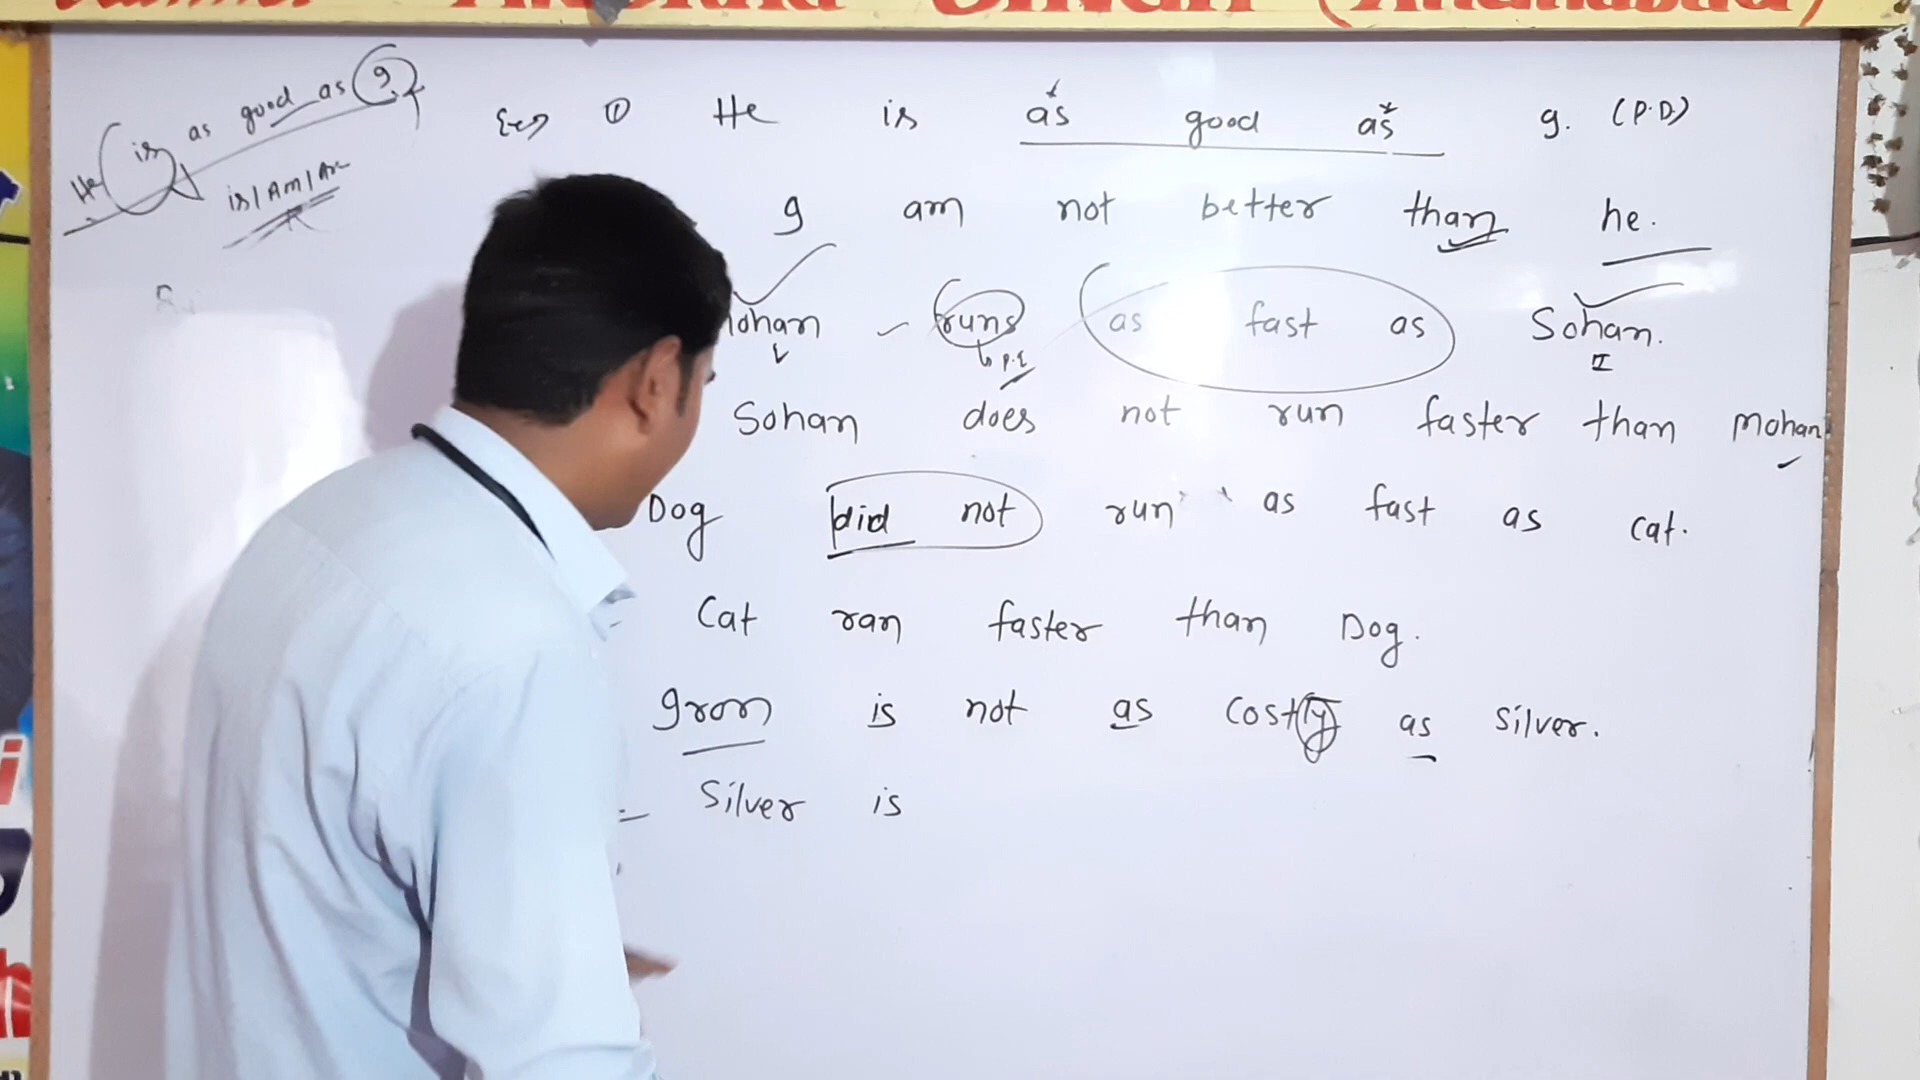 He is as good as I
is/Am/Are
Ex ① He is as good as I. (P.D)
I am not better than he.
Mohan runs as fast as Sohan.
I P.I II
Sohan does not run faster than Mohan
Dog did not run as fast as cat.
Cat ran faster than Dog.
Iron is not as costly as silver.
Silver is